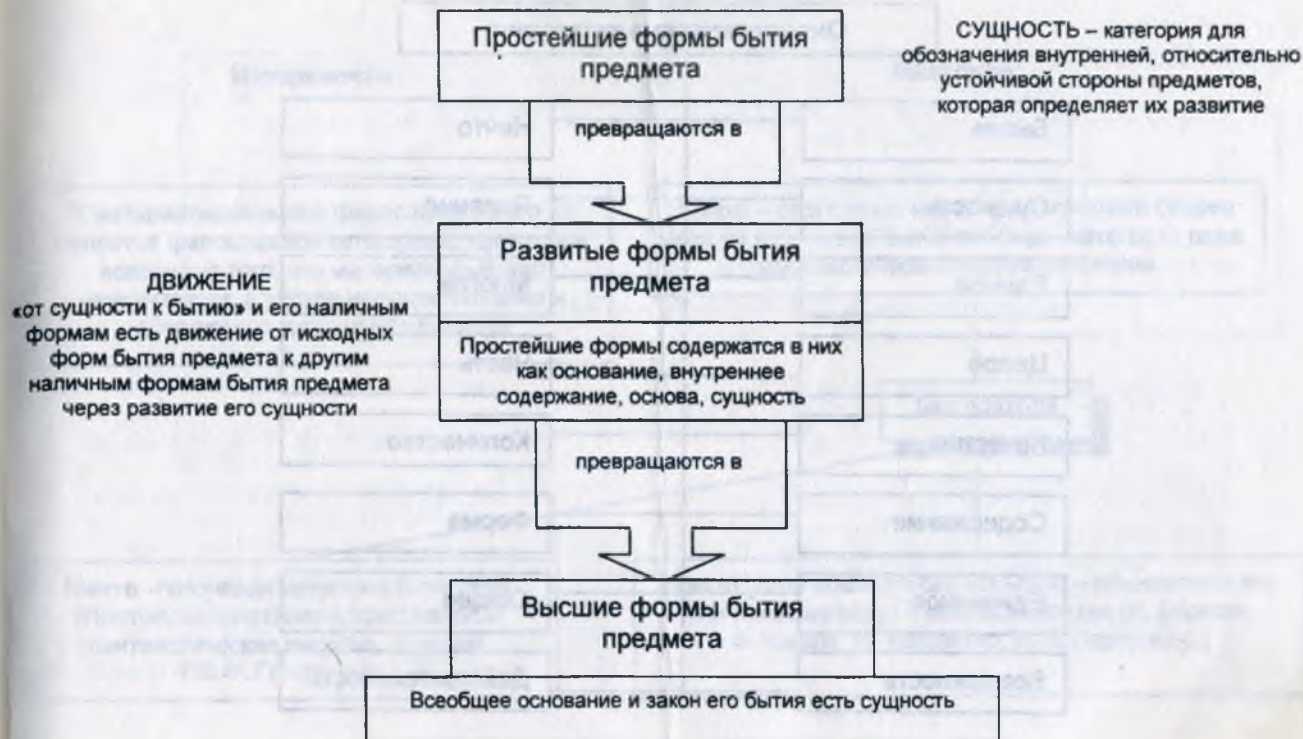 Простейшие формы бытия
предмета
СУЩНОСТЬ – категория для
обозначения внутренней, относительно
устойчивой стороны предметов,
которая определяет их развитие
превращаются в
Развитые формы бытия
предмета
ДВИЖЕНИЕ
«от сущности к бытию» и его наличным
формам есть движение от исходных
форм бытия предмета к другим
наличным формам бытия предмета
через развитие его сущности
Простейшие формы содержатся в них
как основание, внутреннее
содержание, основа, сущность
превращаются в
Высшие формы бытия
предмета
Всеобщее основание и закон его бытия есть сущность